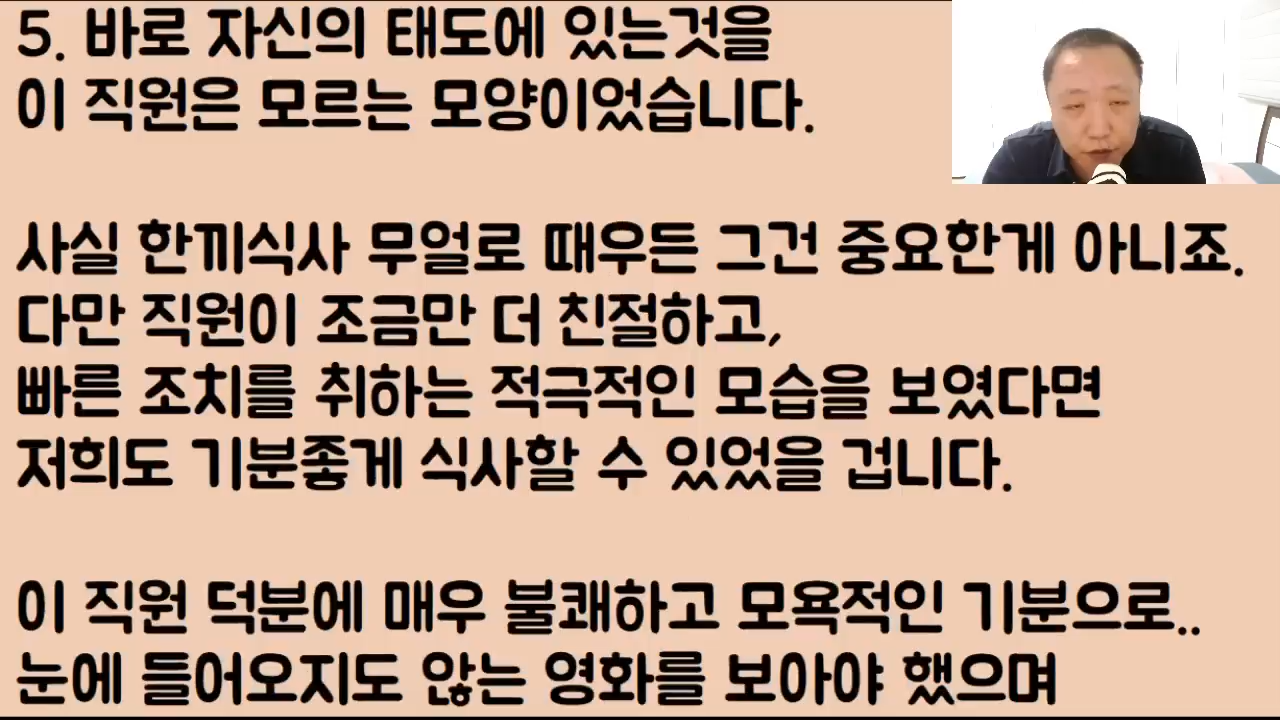 5. 바로 자신의 태도에 있는것을
이 직원은 모르는 모양이었습니다.
사실 한끼식사 무얼로 때우든 그건 중요한게 아니죠.
다만 직원이 조금만 더 친절하고,
빠른 조치를 취하는 적극적인 모습을 보였다면
저희도 기분좋게 식사할 수 있었을 겁니다.
이 직원 덕분에 매우 불쾌하고 모욕적인 기분으로..
눈에 들어오지도 않는 영화를 보아야 했으며